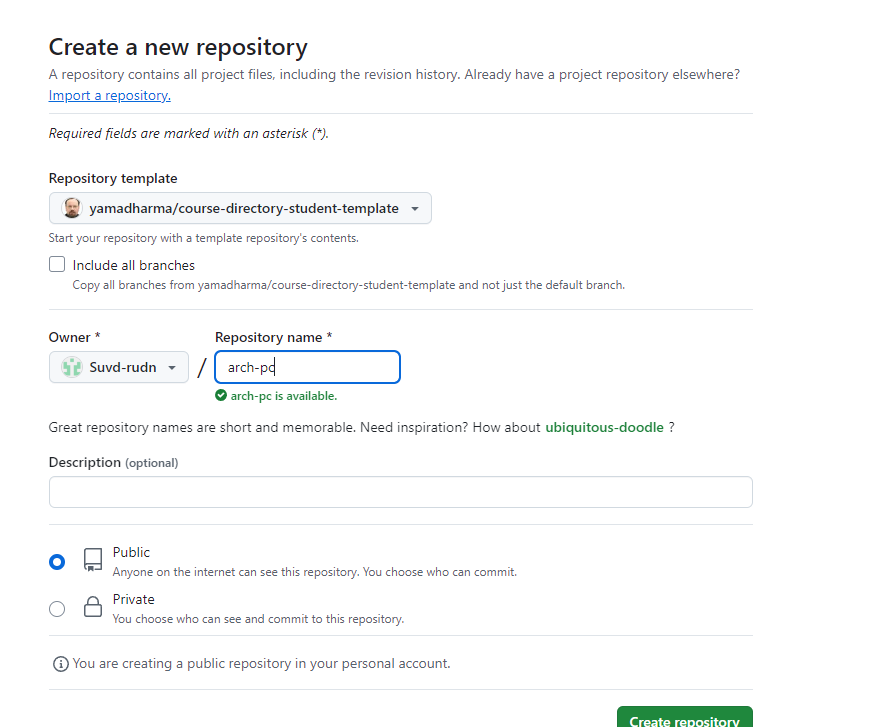 Create a new repository
A repository contains all project files, including the revision history. Already have a project repository elsewhere?
Import a repository.
Required fields are marked with an asterisk (*).
Repository template
yamadharma/course-directory-student-template
Start your repository with a template repository's contents.
Include all branches
Copy all branches from yamadharma/course-directory-student-template and not just the default branch.
Owner * Repository name *
Suvd-rudn / arch-pc
arch-pc is available.
Great repository names are short and memorable. Need inspiration? How about ubiquitous-doodle ?
Description (optional)
Public
Anyone on the internet can see this repository. You choose who can commit.
Private
You choose who can see and commit to this repository.
You are creating a public repository in your personal account.
Create repository